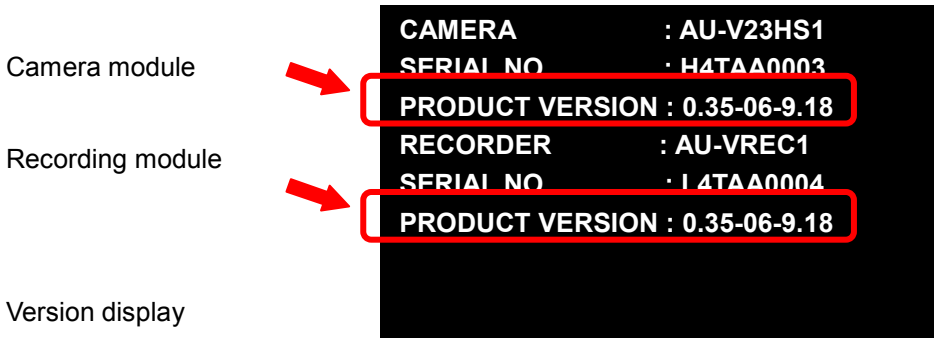 CAMERA : AU-V23HS1
Camera module
SERIAL NO : H4TAA0003
PRODUCT VERSION : 0.35-06-9.18
RECORDER : AU-VREC1
Recording module
SERIAL NO : L4TAA0004
PRODUCT VERSION : 0.35-06-9.18
Version display